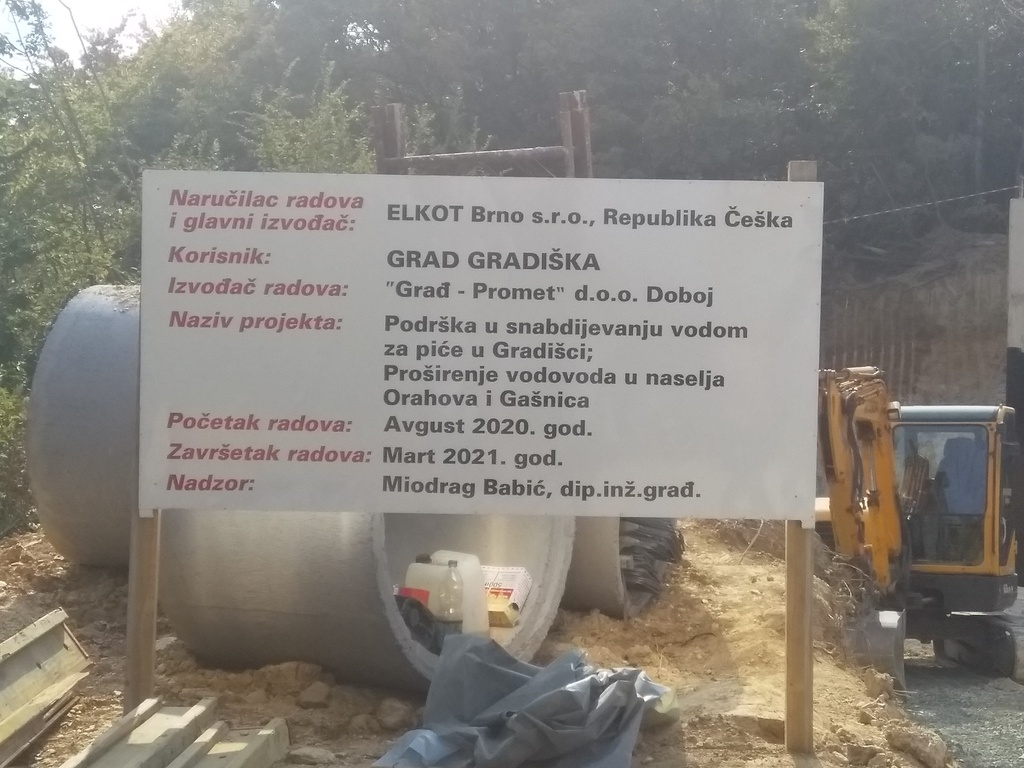 Naručilac radova
i glavni izvođač: ELKOT Brno s.r.o., Republika Češka
Korisnik: GRAD GRADIŠKA
Izvođač radova: "Građ - Promet" d.o.o. Doboj
Naziv projekta: Podrška u snabdijevanju vodom
za piće u Gradišci;
Proširenje vodovoda u naselja
Orahova i Gašnica
Početak radova: Avgust 2020. god.
Završetak radova: Mart 2021. god.
Nadzor: Miodrag Babić, dip.inž.građ.